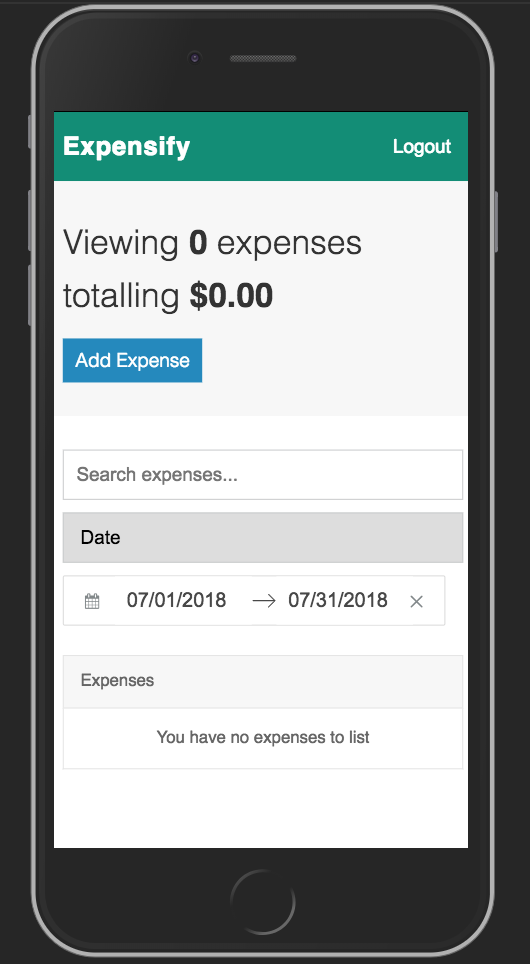 Expensify Logout
Viewing 0 expenses
totalling $0.00
Add Expense
Search expenses...
Date
07/01/2018 → 07/31/2018 ×
Expenses
You have no expenses to list